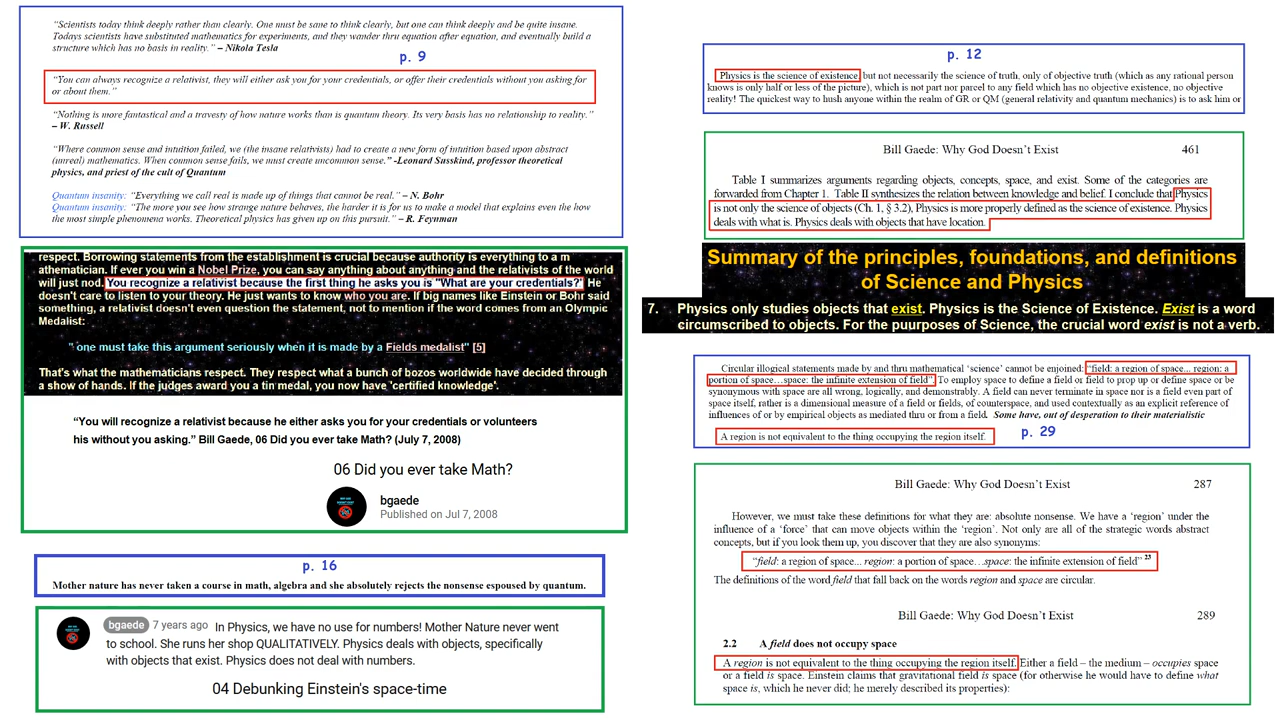 “Scientists today think deeply rather than clearly. One must be sane to think clearly, but one can think deeply and be quite insane.
Todays scientists have substituted mathematics for experiments, and they wander thru equation after equation, and eventually build a
structure which has no basis in reality.” – Nikola Tesla
p. 9
“You can always recognize a relativist, they will either ask you for your credentials, or offer their credentials without you asking for
or about them.”
“Nothing is more fantastical and a travesty of how nature works than is quantum theory. Its very basis has no relationship to reality.”
– W. Russell
“Where common sense and intuition failed, we (the insane relativists) had to create a new form of intuition based upon abstract
(unreal) mathematics. When common sense fails, we must create uncommon sense.” -Leonard Susskind, professor theoretical
physics, and priest of the cult of Quantum
Quantum insanity: “Everything we call real is made up of things that cannot be real.” – N. Bohr
Quantum insanity: “The more you see how strange nature behaves, the harder it is for us to make a model that explains even the how
the most simple phenomena works. Theoretical physics has given up on this pursuit.” – R. Feynman
respect. Borrowing statements from the establishment is crucial because authority is everything to a m
athematician. If ever you win a Nobel Prize, you can say anything about anything and the relativists of the world
will just nod. You recognize a relativist because the first thing he asks you is "What are your credentials?' He
doesn't care to listen to your theory. He just wants to know who you are. If big names like Einstein or Bohr said
something, a relativist doesn't even question the statement, not to mention if the word comes from an Olympic
Medalist:
" one must take this argument seriously when it is made by a Fields medalist" [5]
That's what the mathematicians respect. They respect what a bunch of bozos worldwide have decided through
a show of hands. If the judges award you a tin medal, you now have 'certified knowledge'.
“You will recognize a relativist because he either asks you for your credentials or volunteers
his without you asking.” Bill Gaede, 06 Did you ever take Math? (July 7, 2008)
06 Did you ever take Math?
bgaede
Published on Jul 7, 2008
p. 16
Mother nature has never taken a course in math, algebra and she absolutely rejects the nonsense espoused by quantum.
bgaede 7 years ago In Physics, we have no use for numbers! Mother Nature never went
to school. She runs her shop QUALITATIVELY. Physics deals with objects, specifically
with objects that exist. Physics does not deal with numbers.
04 Debunking Einstein's space-time
p. 12
Physics is the science of existence, but not necessarily the science of truth, only of objective truth (which as any rational person
knows is only half or less of the picture), which is not part nor parcel to any field which has no objective existence, no objective
reality! The quickest way to hush anyone within the realm of GR or QM (general relativity and quantum mechanics) is to ask him or
Bill Gaede: Why God Doesn’t Exist 461
Table I summarizes arguments regarding objects, concepts, space, and exist. Some of the categories are
forwarded from Chapter 1. Table II synthesizes the relation between knowledge and belief. I conclude that Physics
is not only the science of objects (Ch. 1, § 3.2), Physics is more properly defined as the science of existence. Physics
deals with what is. Physics deals with objects that have location.
Summary of the principles, foundations, and definitions
of Science and Physics
7. Physics only studies objects that exist. Physics is the Science of Existence. Exist is a word
circumscribed to objects. For the puurposes of Science, the crucial word exist is not a verb.
Circular illogical statements made by and thru mathematical ‘science’ cannot be enjoined: “field: a region of space... region: a
portion of space…space: the infinite extension of field”. To employ space to define a field or field to prop up or define space or be
synonymous with space are all wrong, logically, and demonstrably. A field can never terminate in space nor is a field even part of
space itself, rather is a dimensional measure of a field or fields, of counterspace, and used contextually as an explicit reference of
influences of or by empirical objects as mediated thru or from a field. Some have, out of desperation to their materialistic
A region is not equivalent to the thing occupying the region itself.
p. 29
Bill Gaede: Why God Doesn’t Exist 287
However, we must take these definitions for what they are: absolute nonsense. We have a ‘region’ under the
influence of a ‘force’ that can move objects within the ‘region’. Not only are all of the strategic words abstract
concepts, but if you look them up, you discover that they are also synonyms:
“field: a region of space... region: a portion of space…space: the infinite extension of field” 23
The definitions of the word field that fall back on the words region and space are circular.
Bill Gaede: Why God Doesn’t Exist 289
2.2 A field does not occupy space
A region is not equivalent to the thing occupying the region itself. Either a field – the medium – occupies space
or a field is space. Einstein claims that gravitational field is space (for otherwise he would have to define what
space is, which he never did; he merely described its properties):